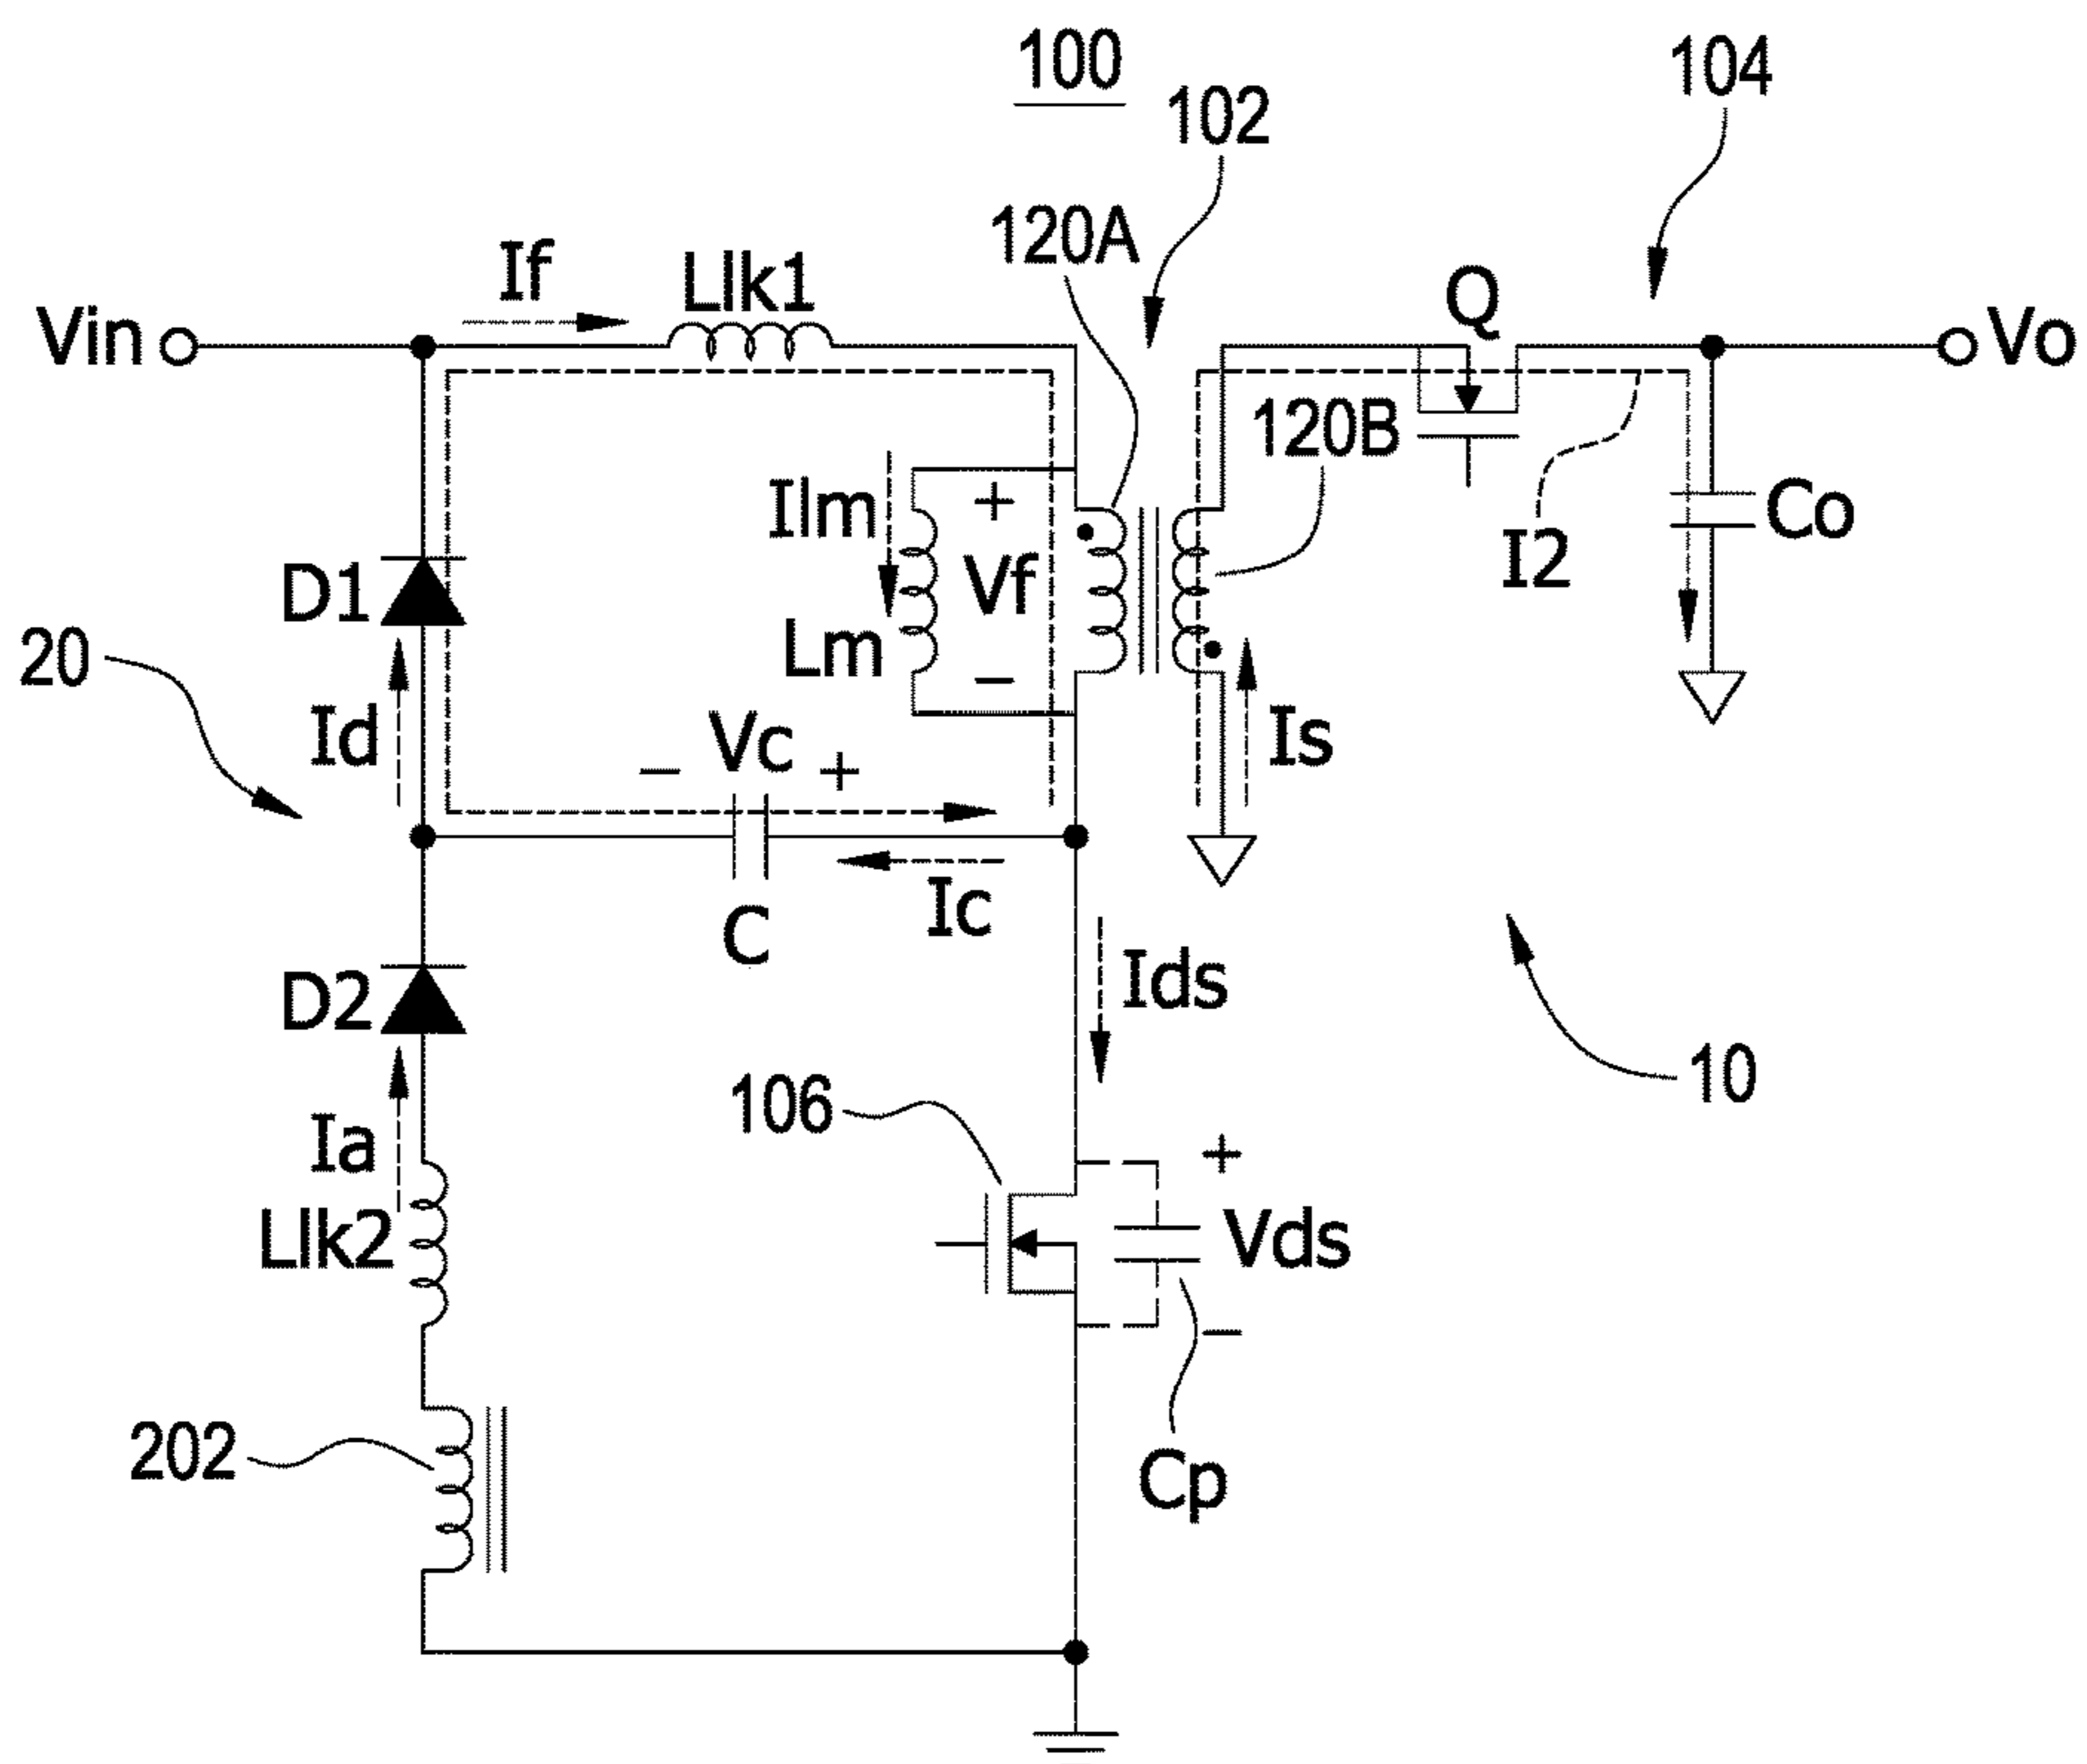 100
102
104
120A
If
Llk1
Q
Vin
Vo
120B
Ilm
+
Vf
Co
I2
D1
Lm
−
20
Id
Vc
− +
Is
C
Ic
D2
Ids
10
106
Ia
+
Llk2
Vds
−
202
Cp